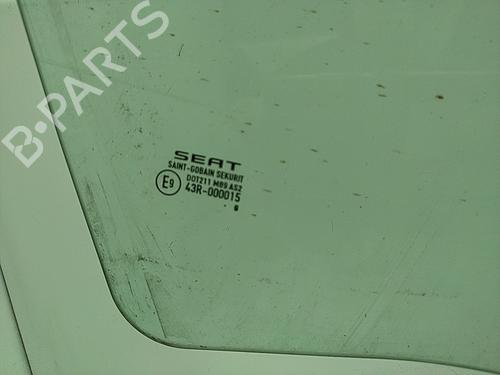 B-PARTS
SEAT
SAINT-GOBAIN SEKURIT
DOT211 M89 AS2
E9
43R-000015